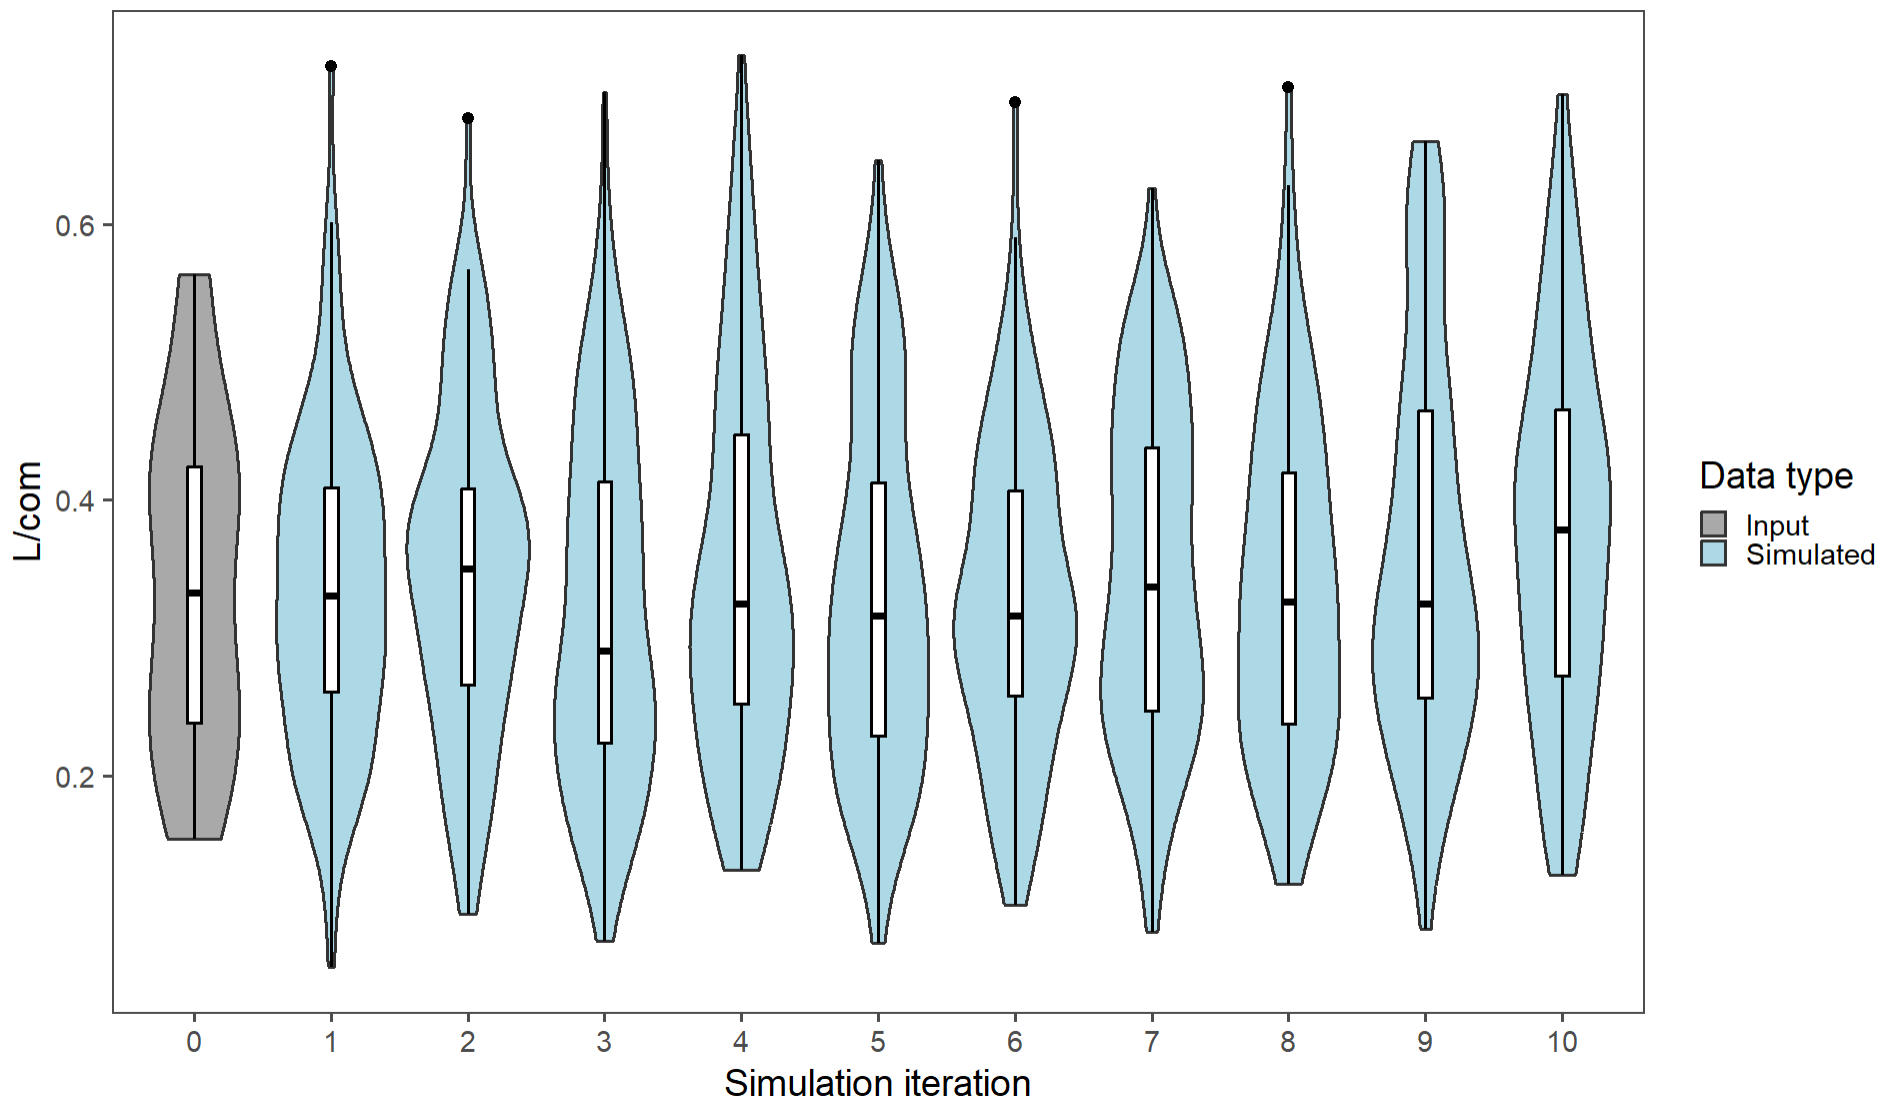 L/com
0.6
0.4
0.2
0 1 2 3 4 5 6 7 8 9 10
Simulation iteration
Data type
Input
Simulated